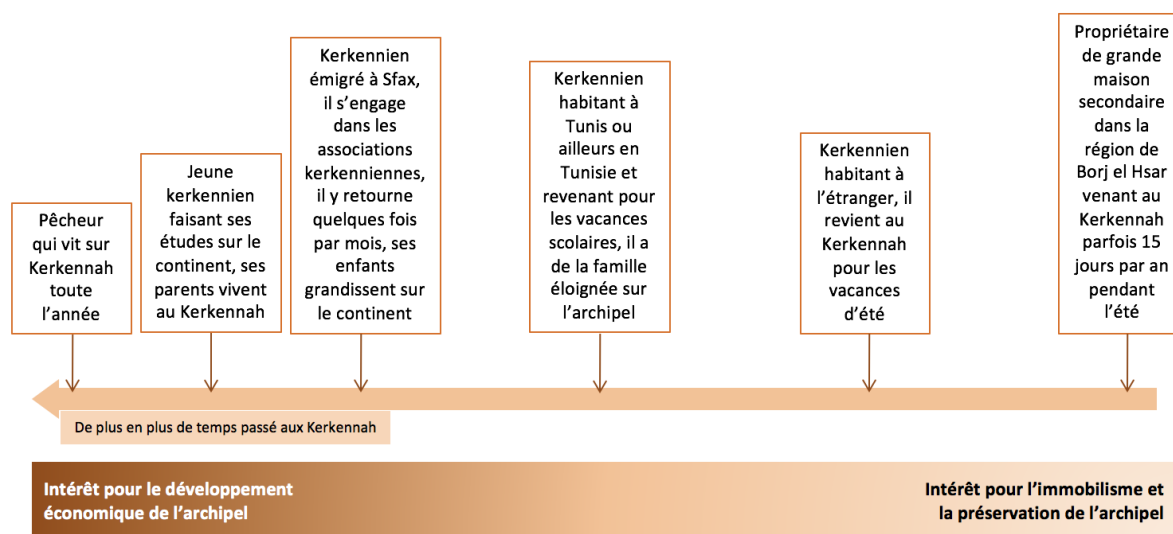 Pêcheur
qui vit sur
Kerkennah
toute
l’année
Jeune
kerkennien
faisant ses
études sur le
continent, ses
parents vivent
au Kerkennah
Kerkennien
émigré à Sfax,
il s’engage
dans les
associations
kerkenniennes,
il y retourne
quelques fois
par mois, ses
enfants
grandissent sur
le continent
Kerkennien
habitant à
Tunis ou
ailleurs en
Tunisie et
revenant pour
les vacances
scolaires, il a
de la famille
éloignée sur
l’archipel
Kerkennien
habitant à
l’étranger, il
revient au
Kerkennah
pour les
vacances
d’été
Propriétaire
de grande
maison
secondaire
dans la
région de
Borj el Hsar
venant au
Kerkennah
parfois 15
jours par an
pendant
l’été
De plus en plus de temps passé aux Kerkennah
Intérêt pour le développement
économique de l’archipel
Intérêt pour l’immobilisme et
la préservation de l’archipel